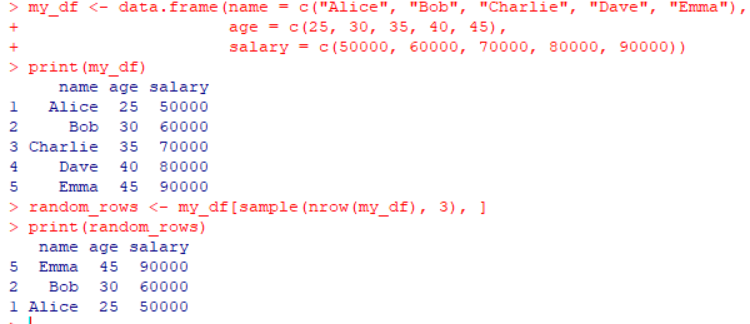 > my_df <- data.frame(name = c("Alice", "Bob", "Charlie", "Dave", "Emma"),
+                     age = c(25, 30, 35, 40, 45),
+                     salary = c(50000, 60000, 70000, 80000, 90000))
> print(my_df)
     name age salary
1   Alice  25  50000
2     Bob  30  60000
3 Charlie  35  70000
4    Dave  40  80000
5    Emma  45  90000
> random_rows <- my_df[sample(nrow(my_df), 3), ]
> print(random_rows)
   name age salary
5  Emma  45  90000
2   Bob  30  60000
1 Alice  25  50000
>